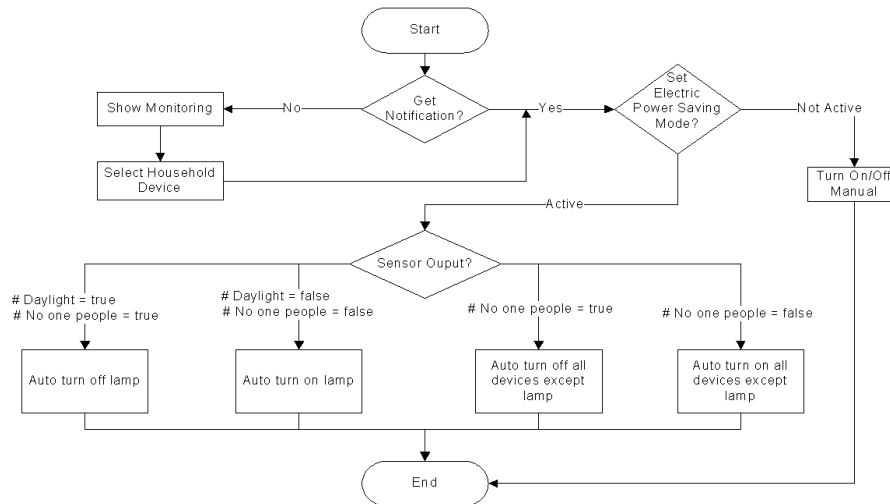 Start
Get
Notification?
No
Yes
Show Monitoring
Select Household
Device
Set
Electric
Power Saving
Mode?
Not Active
Turn On/Off
Manual
Active
Sensor Ouput?
# Daylight = true
# No one people = true
# Daylight = false
# No one people = false
# No one people = true
# No one people = false
Auto turn off lamp
Auto turn on lamp
Auto turn off all
devices except
lamp
Auto turn on all
devices except
lamp
End